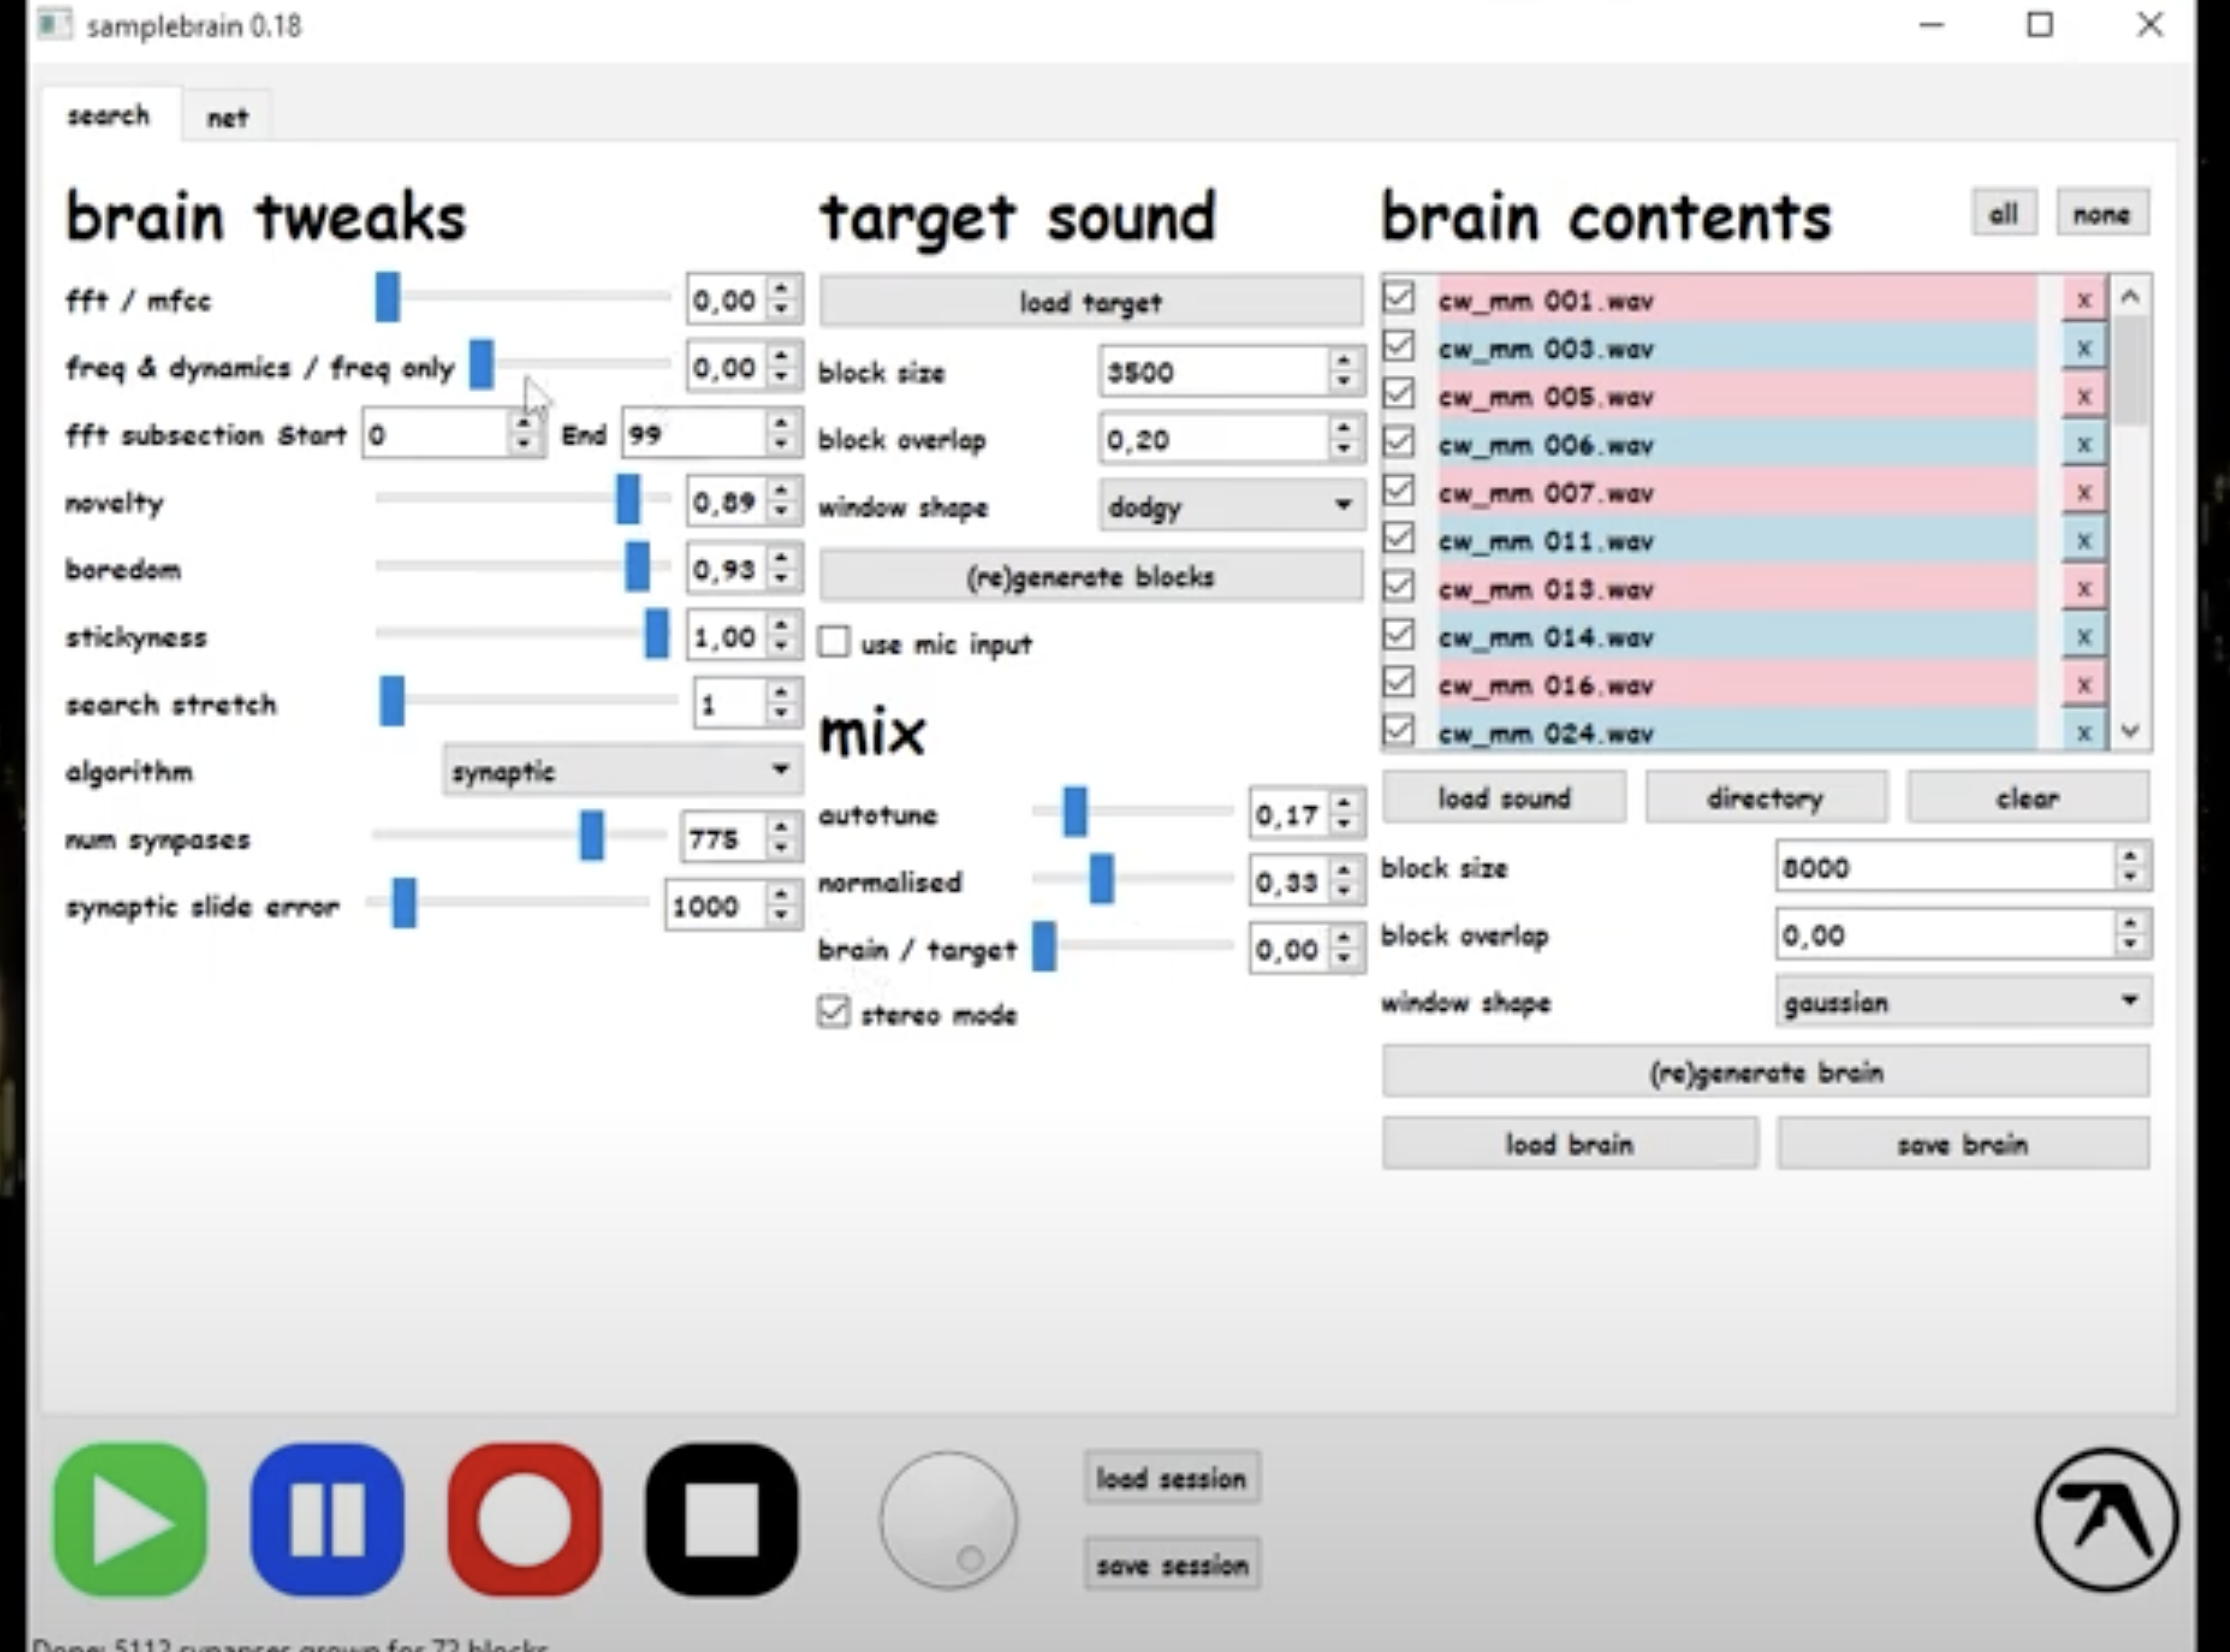 samplebrain 0.18
search
net
brain tweaks
fft / mfcc
0,00
freq & dynamics / freq only
0,00
fft subsection Start
0
End
99
novelty
0,89
boredom
0,93
stickyness
1,00
search stretch
1
algorithm
synaptic
num synpases
775
synaptic slide error
1000
target sound
load target
block size
3500
block overlap
0,20
window shape
dodgy
(re)generate blocks
use mic input
mix
autotune
0,17
normalised
0,33
brain / target
0,00
stereo mode
brain contents
all
none
cw_mm 001.wav
x
cw_mm 003.wav
x
cw_mm 005.wav
x
cw_mm 006.wav
x
cw_mm 007.wav
x
cw_mm 011.wav
x
cw_mm 013.wav
x
cw_mm 014.wav
x
cw_mm 016.wav
x
cw_mm 024.wav
x
load sound
directory
clear
block size
8000
block overlap
0,00
window shape
gaussian
(re)generate brain
load brain
save brain
load session
save session
Done: 5112 synapses grown for 72 blocks